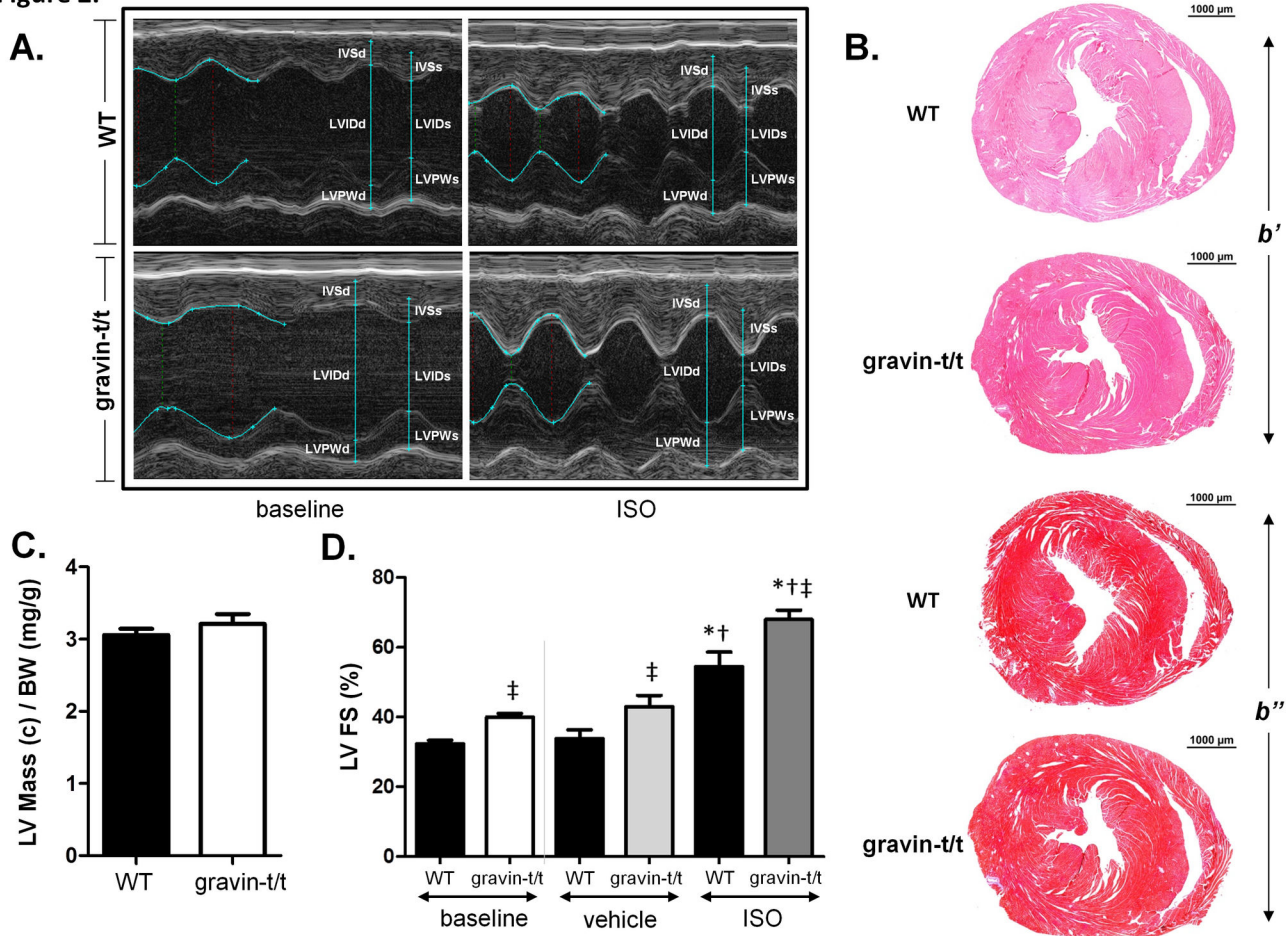 Figure 2.
A.
WT
gravin-t/t
IVSd
IVSs
LVIDd
LVIDs
LVPWd
LVPWs
IVSd
IVSs
LVIDd
LVIDs
LVPWd
LVPWs
IVSd
IVSs
LVIDd
LVIDs
LVPWd
LVPWs
IVSd
IVSs
LVIDd
LVIDs
LVPWd
LVPWs
baseline
ISO
B.
1000 µm
WT
1000 µm
gravin-t/t
b'
1000 µm
WT
1000 µm
gravin-t/t
b''
C.
LV Mass (c) / BW (mg/g)
4
3
2
1
0
WT
gravin-t/t
D.
LV FS (%)
80
60
40
20
0
‡
‡
*†
*†‡
WT gravin-t/t WT gravin-t/t WT gravin-t/t
baseline vehicle ISO